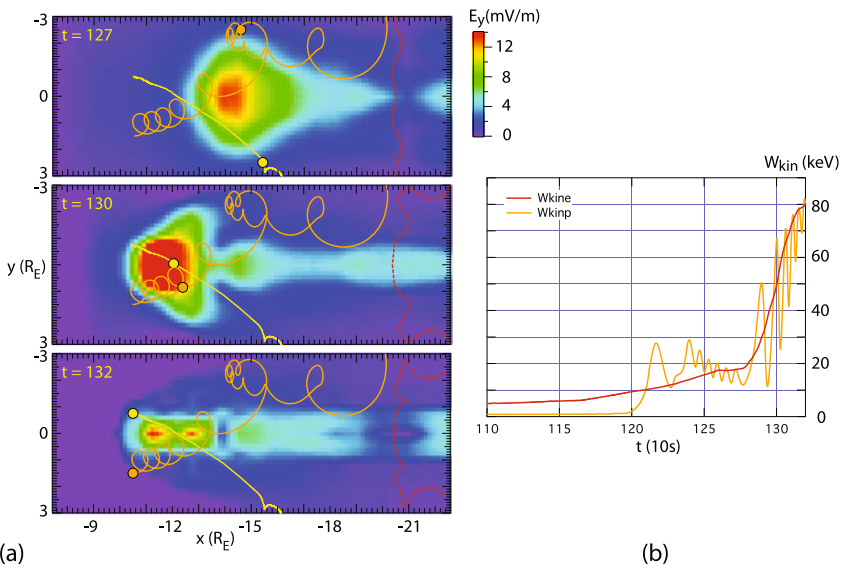 E_y(mV/m)
12
8
4
0
-3
t = 127
0
3
-3
t = 130
y (R_E)
3
-3
t = 132
0
3
-9
-12
-15
-18
-21
x (R_E)
(a)
W_kin (keV)
Wkine
Wkinp
80
60
40
20
0
110
115
120
125
130
t (10s)
(b)